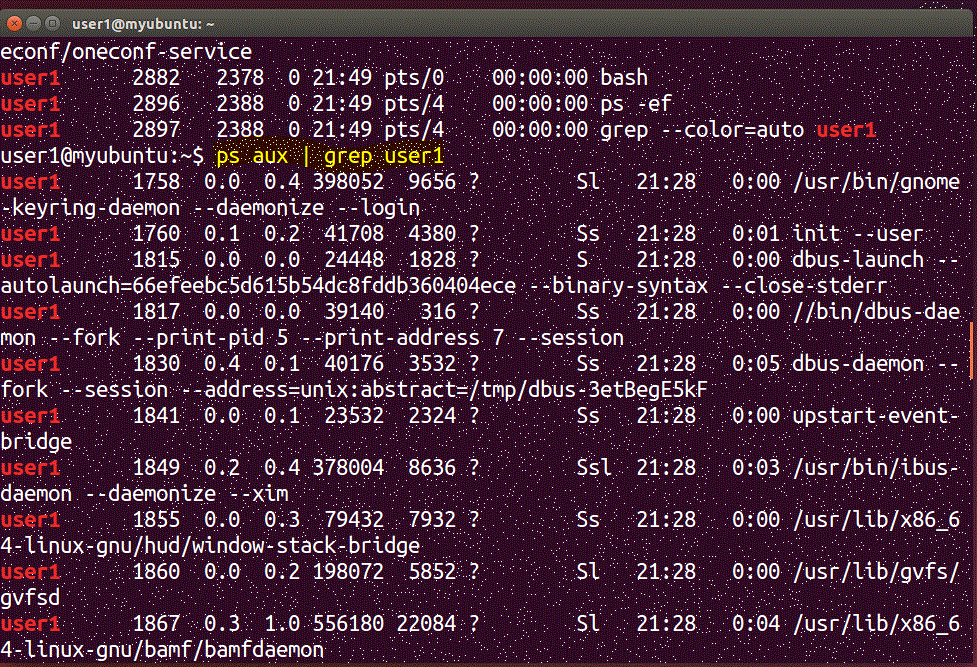 user1@myubuntu: ~
econf/oneconf-service
user1 2882 2378 0 21:49 pts/0 00:00:00 bash
user1 2896 2388 0 21:49 pts/4 00:00:00 ps -ef
user1 2897 2388 0 21:49 pts/4 00:00:00 grep --color=auto user1
user1@myubuntu:~$ ps aux | grep user1
user1 1758 0.0 0.4 398052 9656 ? Sl 21:28 0:00 /usr/bin/gnome
-keyring-daemon --daemonize --login
user1 1760 0.1 0.2 41708 4380 ? Ss 21:28 0:01 init --user
user1 1815 0.0 0.0 24448 1828 ? S 21:28 0:00 dbus-launch --
autolaunch=66efeebc5d615b54dc8fddb360404ece --binary-syntax --close-stderr
user1 1817 0.0 0.0 39140 316 ? Ss 21:28 0:00 //bin/dbus-dae
mon --fork --print-pid 5 --print-address 7 --session
user1 1830 0.4 0.1 40176 3532 ? Ss 21:28 0:05 dbus-daemon --
fork --session --address=unix:abstract=/tmp/dbus-3etBegE5kF
user1 1841 0.0 0.1 23532 2324 ? Ss 21:28 0:00 upstart-event-
bridge
user1 1849 0.2 0.4 378004 8636 ? Ssl 21:28 0:03 /usr/bin/ibus-
daemon --daemonize --xim
user1 1855 0.0 0.3 79432 7932 ? Ss 21:28 0:00 /usr/lib/x86_6
4-linux-gnu/hud/window-stack-bridge
user1 1860 0.0 0.2 198072 5852 ? Sl 21:28 0:00 /usr/lib/gvfs/
gvfsd
user1 1867 0.3 1.0 556180 22084 ? Sl 21:28 0:04 /usr/lib/x86_6
4-linux-gnu/bamf/bamfdaemon